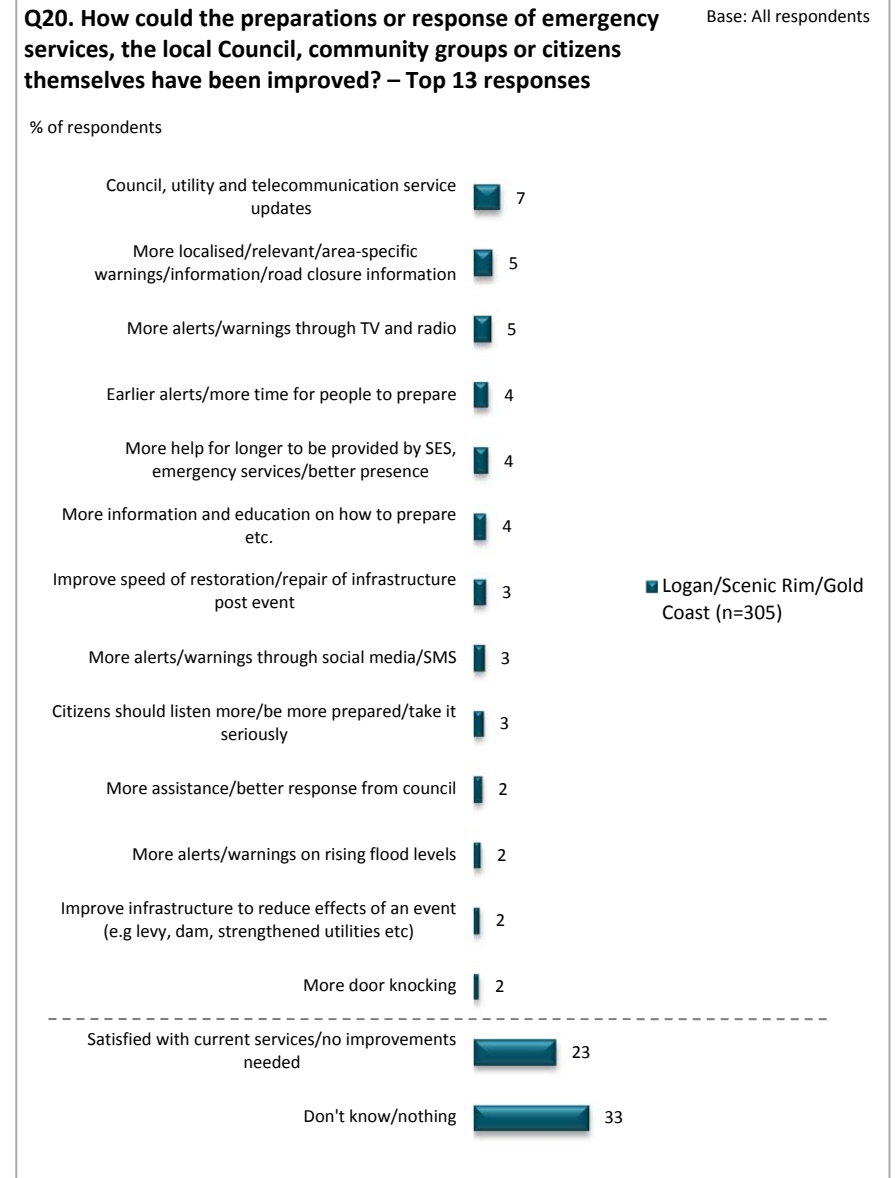 Q20. How could the preparations or response of emergency
services, the local Council, community groups or citizens
themselves have been improved? – Top 13 responses
Base: All respondents
% of respondents
Council, utility and telecommunication service
updates
7
More localised/relevant/area-specific
warnings/information/road closure information
5
More alerts/warnings through TV and radio
5
Earlier alerts/more time for people to prepare
4
More help for longer to be provided by SES,
emergency services/better presence
4
More information and education on how to prepare
etc.
4
Improve speed of restoration/repair of infrastructure
post event
3
Logan/Scenic Rim/Gold
Coast (n=305)
More alerts/warnings through social media/SMS
3
Citizens should listen more/be more prepared/take it
seriously
3
More assistance/better response from council
2
More alerts/warnings on rising flood levels
2
Improve infrastructure to reduce effects of an event
(e.g levy, dam, strengthened utilities etc)
2
More door knocking
2
Satisfied with current services/no improvements
needed
23
Don't know/nothing
33